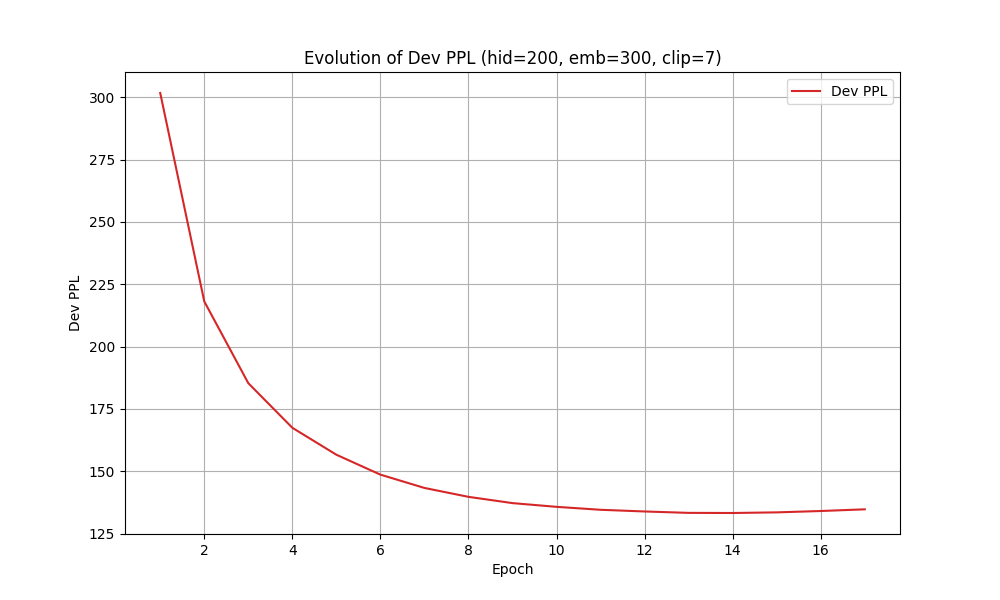 Evolution of Dev PPL (hid=200, emb=300, clip=7)
Dev PPL
300
275
250
225
200
175
150
125
Dev PPL
2 4 6 8 10 12 14 16
Epoch